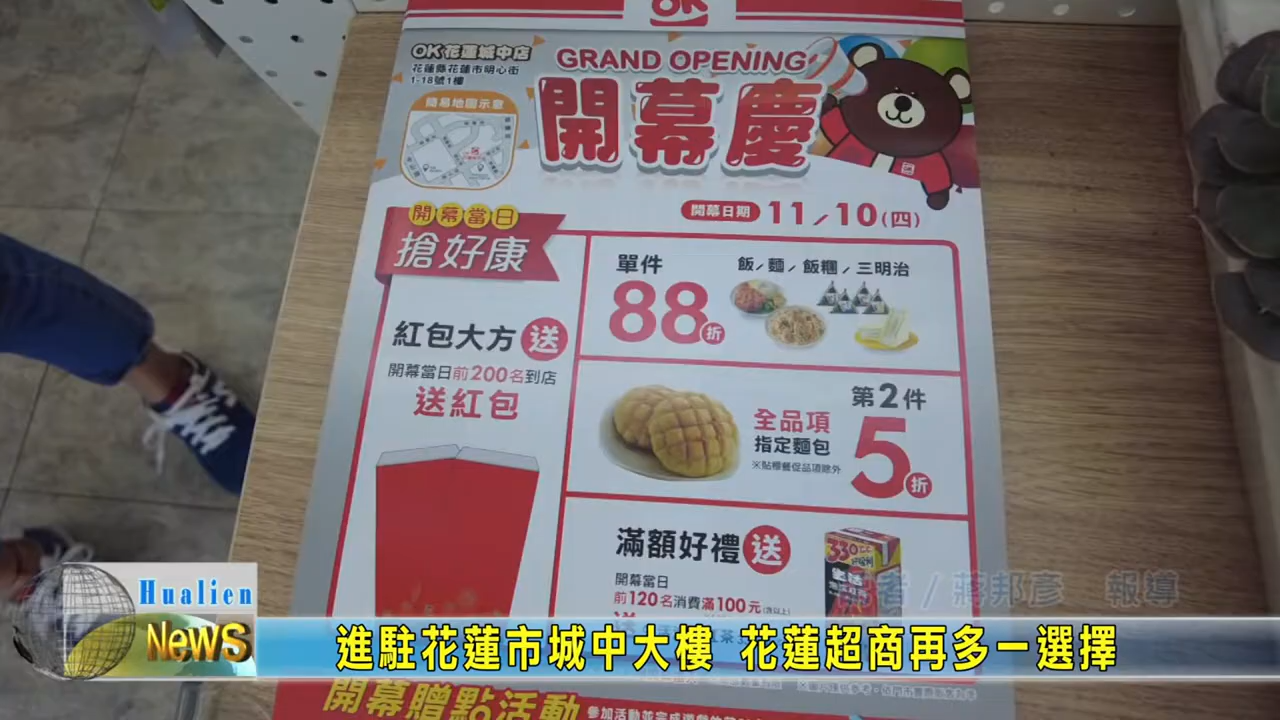 OK
OK花蓮城中店
花蓮縣花蓮市明心街
1-18號1樓
簡易地圖示意
GRAND OPENING
開幕慶
開幕日期 11/10(四)
開幕當日
搶好康
紅包大方送
開幕當日前200名到店
送紅包
單件
88折
飯/麵/飯糰/三明治
全品項
指定麵包
※貼標餐促品項除外
第2件
5折
滿額好禮送
開幕當日
前120名消費滿100元(含以上)
送
紅茶
330
記者/蔣邦彥 報導
Hualien
News
進駐花蓮市城中大樓 花蓮超商再多一選擇
開幕贈點活動